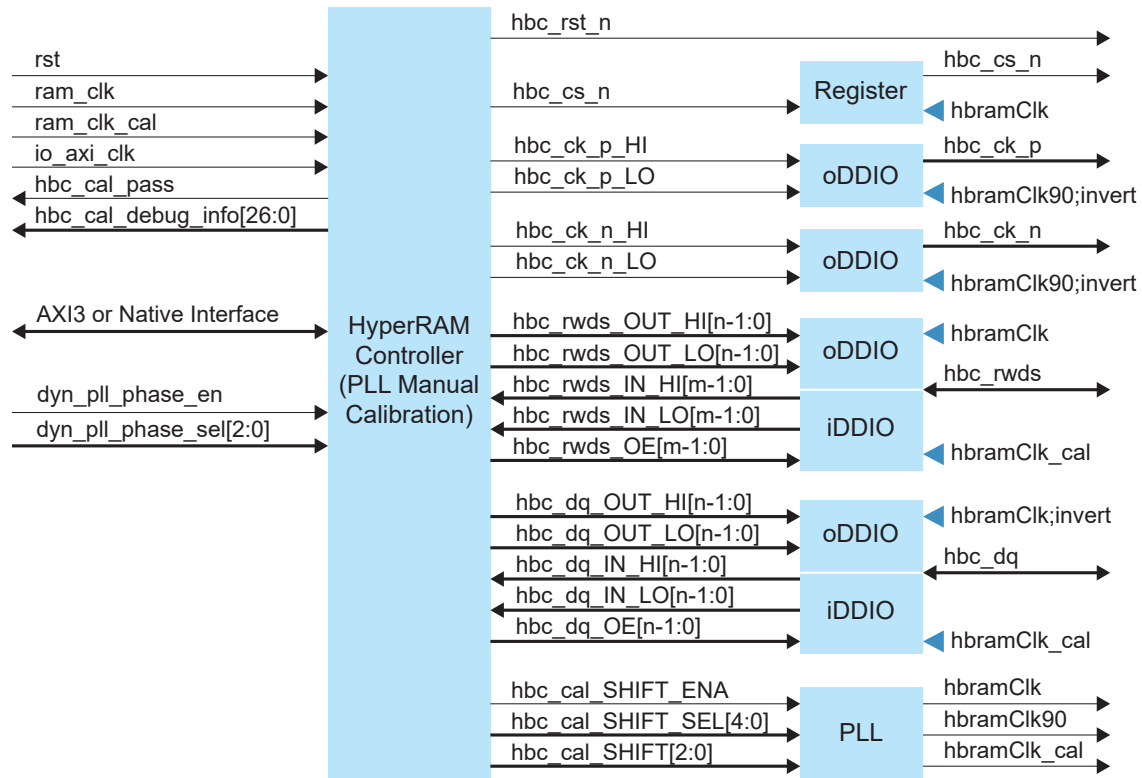 rst
ram_clk
ram_clk_cal
io_axi_clk
hbc_cal_pass
hbc_cal_debug_info[26:0]
AXI3 or Native Interface
dyn_pll_phase_en
dyn_pll_phase_sel[2:0]
HyperRAM
Controller
(PLL Manual
Calibration)
hbc_rst_n
hbc_cs_n
Register
hbc_cs_n
hbramClk
hbc_ck_p_HI
hbc_ck_p_LO
oDDIO
hbc_ck_p
hbramClk90;invert
hbc_ck_n_HI
hbc_ck_n_LO
oDDIO
hbc_ck_n
hbramClk90;invert
hbc_rwds_OUT_HI[n-1:0]
hbc_rwds_OUT_LO[n-1:0]
hbc_rwds_IN_HI[m-1:0]
hbc_rwds_IN_LO[m-1:0]
hbc_rwds_OE[m-1:0]
oDDIO
iDDIO
hbramClk
hbc_rwds
hbramClk_cal
hbc_dq_OUT_HI[n-1:0]
hbc_dq_OUT_LO[n-1:0]
hbc_dq_IN_HI[n-1:0]
hbc_dq_IN_LO[n-1:0]
hbc_dq_OE[n-1:0]
oDDIO
iDDIO
hbramClk;invert
hbc_dq
hbramClk_cal
hbc_cal_SHIFT_ENA
hbc_cal_SHIFT_SEL[4:0]
hbc_cal_SHIFT[2:0]
PLL
hbramClk
hbramClk90
hbramClk_cal